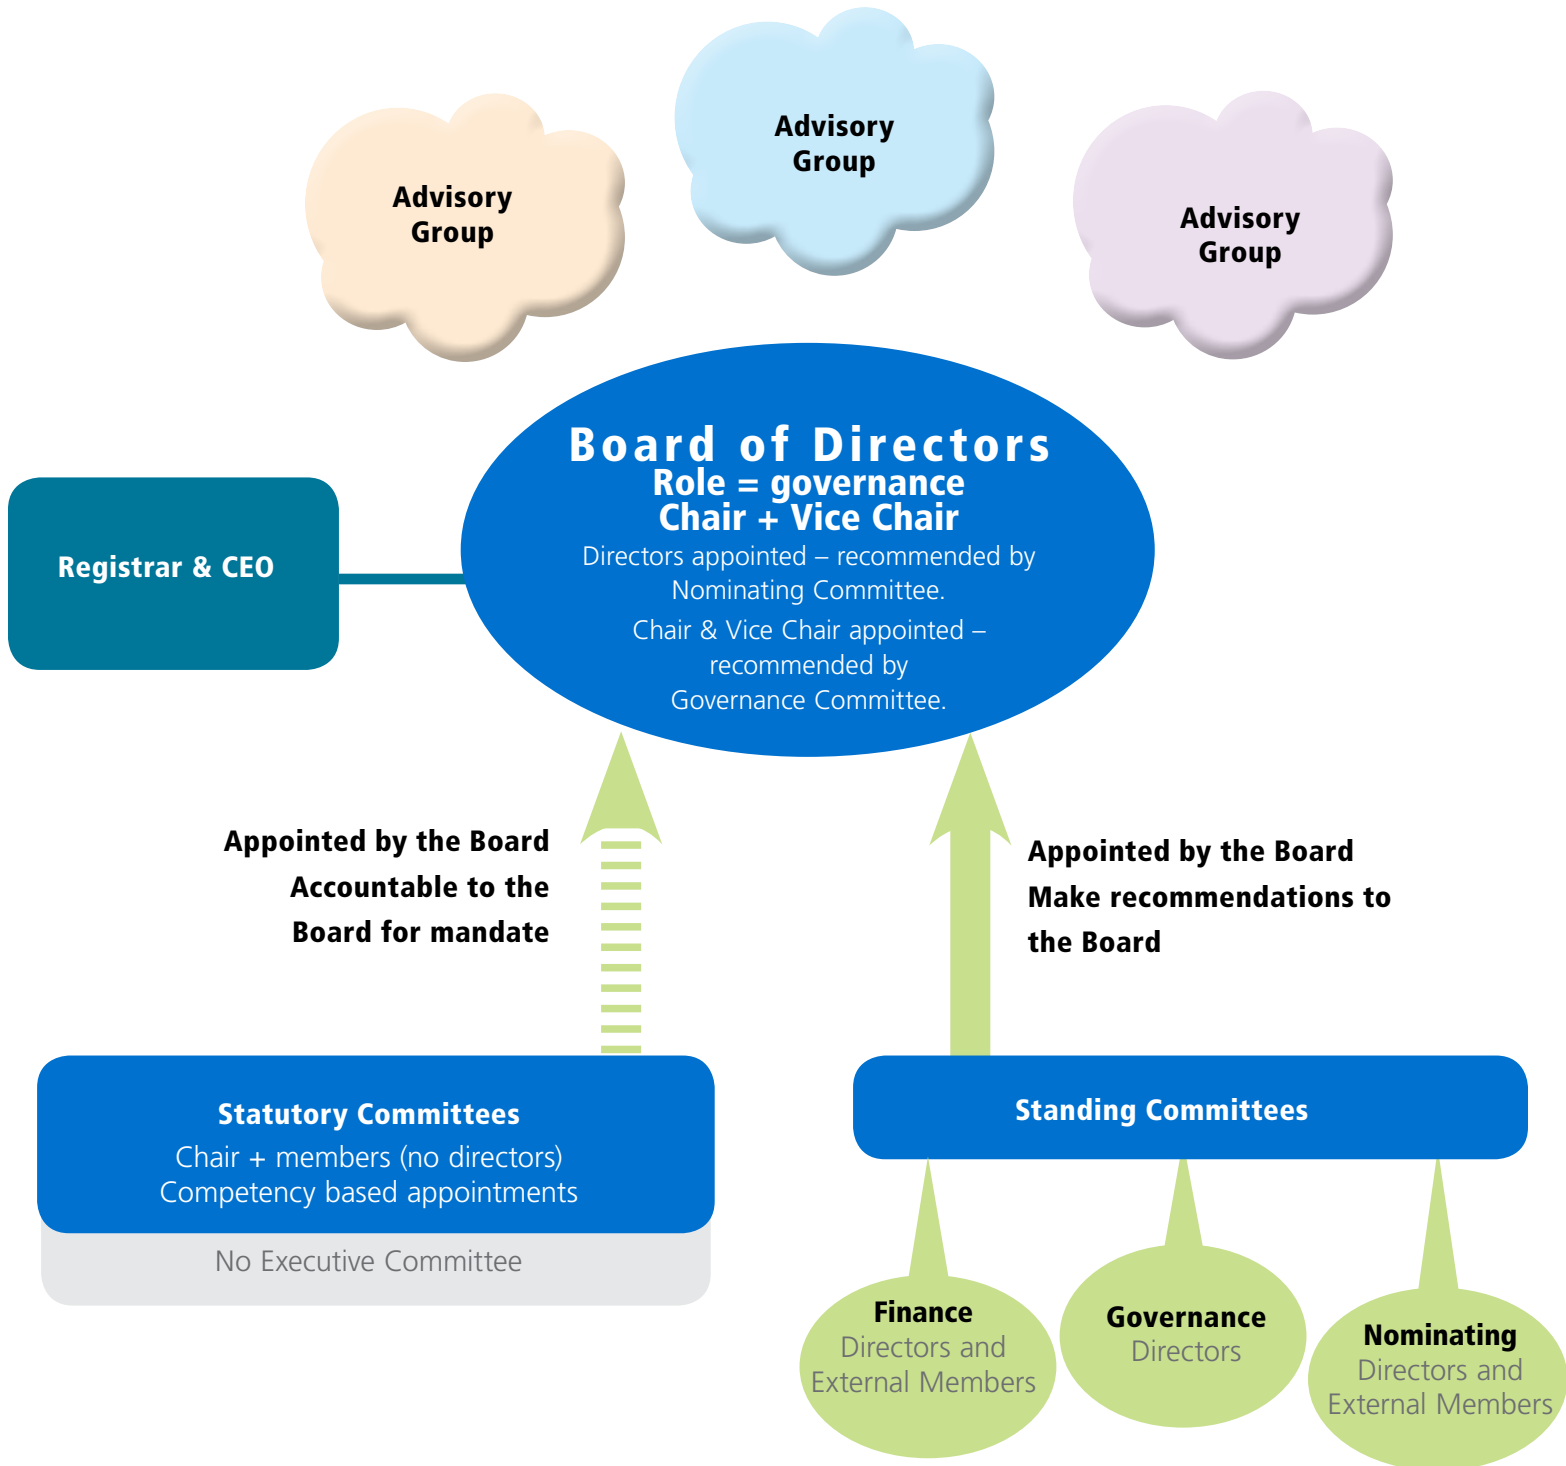 Advisory
Group
Advisory
Group
Advisory
Group
Board of Directors
Role = governance
Chair + Vice Chair
Directors appointed – recommended by
Nominating Committee.
Chair & Vice Chair appointed –
recommended by
Governance Committee.
Registrar & CEO
Appointed by the Board
Accountable to the
Board for mandate
Appointed by the Board
Make recommendations to
the Board
Statutory Committees
Chair + members (no directors)
Competency based appointments
No Executive Committee
Standing Committees
Finance
Directors and
External Members
Governance
Directors
Nominating
Directors and
External Members